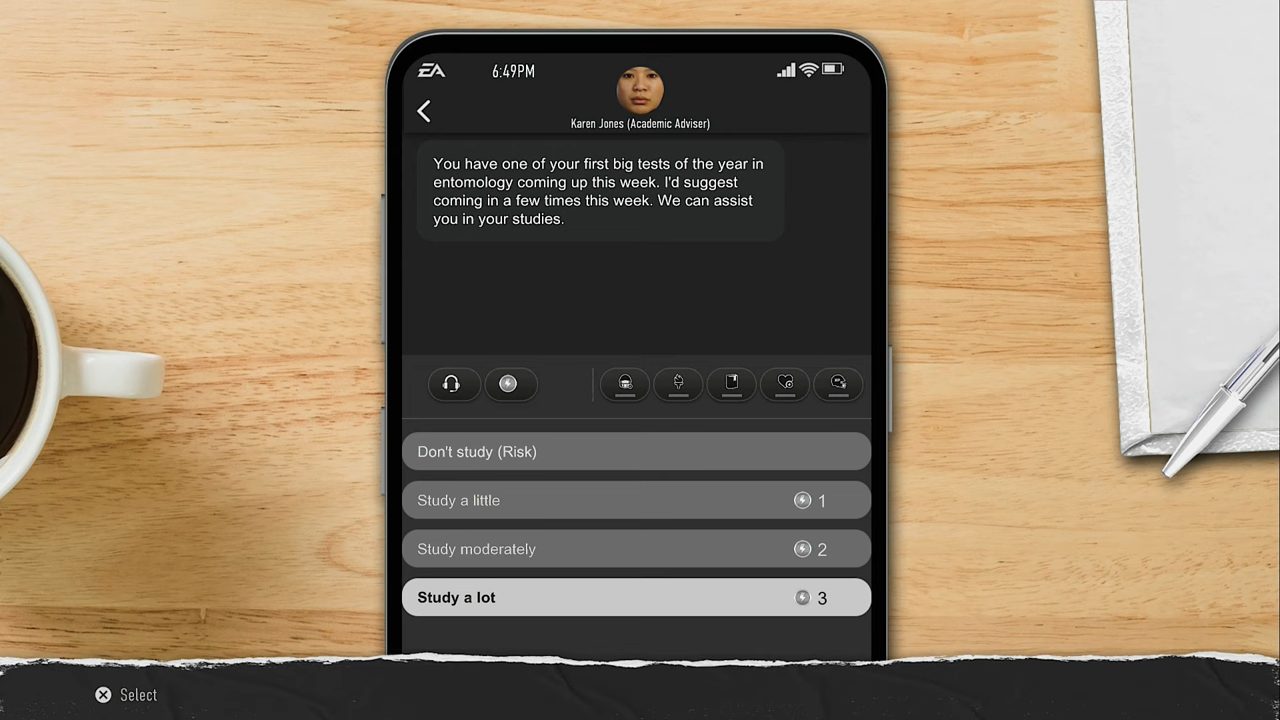 EA
6:49PM
Karen Jones (Academic Adviser)
You have one of your first big tests of the year in
entomology coming up this week. I'd suggest
coming in a few times this week. We can assist
you in your studies.
Don't study (Risk)
Study a little 1
Study moderately 2
Study a lot 3
Select